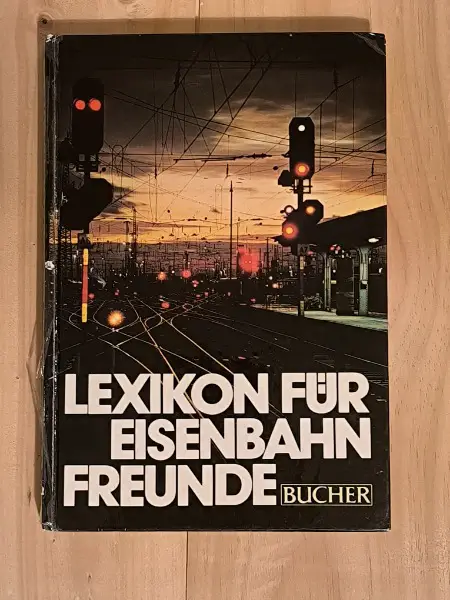 LEXIKON FÜR
EISENBAHN
FREUNDE
BUCHER